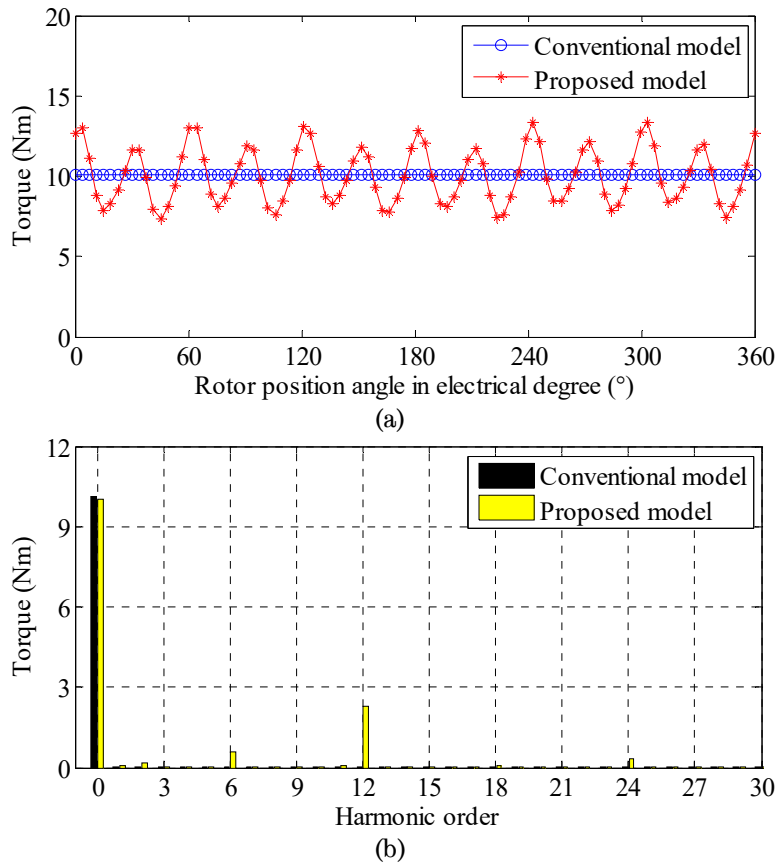 20
15
10
5
0
Torque (Nm)
Conventional model
Proposed model
0 60 120 180 240 300 360
Rotor position angle in electrical degree (°)
(a)
12
9
6
3
0
Torque (Nm)
Conventional model
Proposed model
0 3 6 9 12 15 18 21 24 27 30
Harmonic order
(b)